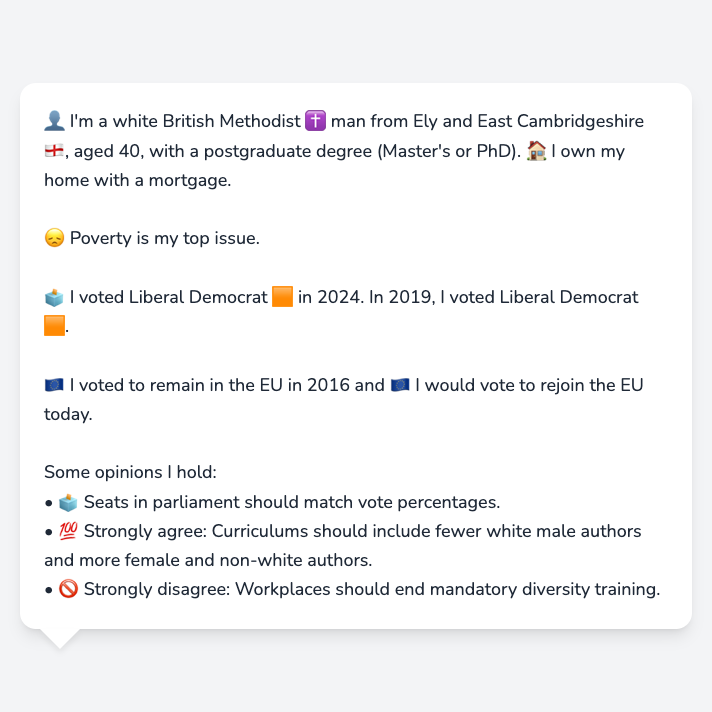 👤 I'm a white British Methodist ✝️ man from Ely and East Cambridgeshire
🏴󠁧󠁢󠁥󠁮󠁧󠁿, aged 40, with a postgraduate degree (Master's or PhD). 🏠 I own my
home with a mortgage.
😞 Poverty is my top issue.
🗳️ I voted Liberal Democrat 🟧 in 2024. In 2019, I voted Liberal Democrat
🟧.
🇪🇺 I voted to remain in the EU in 2016 and 🇪🇺 I would vote to rejoin the EU
today.
Some opinions I hold:
• 🗳️ Seats in parliament should match vote percentages.
• 💯 Strongly agree: Curriculums should include fewer white male authors
and more female and non-white authors.
• 🚫 Strongly disagree: Workplaces should end mandatory diversity training.